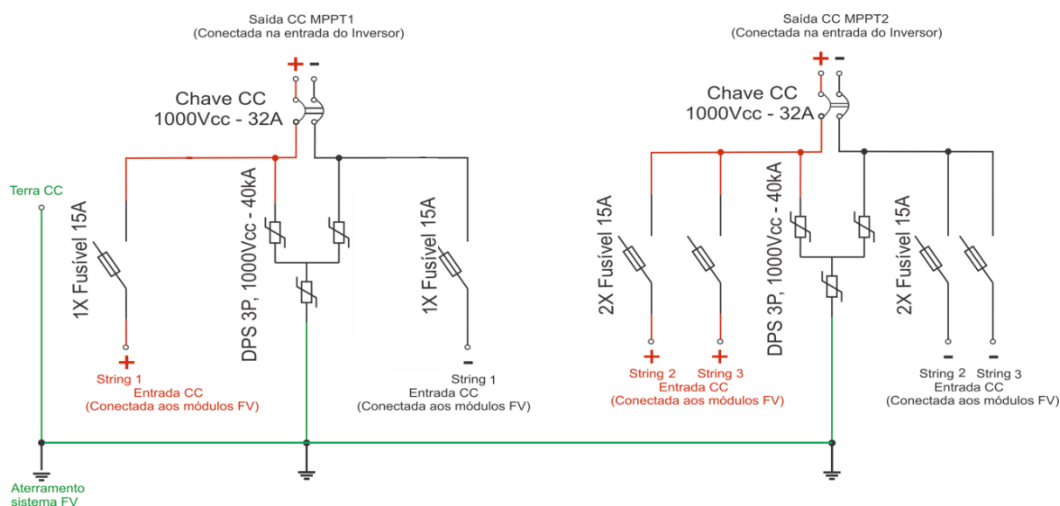 Saída CC MPPT1
(Conectada na entrada do Inversor)
+ -
Chave CC
1000Vcc - 32A
Terra CC
1X Fusível 15A
DPS 3P, 1000Vcc - 40kA
1X Fusível 15A
+
String 1
Entrada CC
(Conectada aos módulos FV)
-
String 1
Entrada CC
(Conectada aos módulos FV)
Saída CC MPPT2
(Conectada na entrada do Inversor)
+ -
Chave CC
1000Vcc - 32A
2X Fusível 15A
DPS 3P, 1000Vcc - 40kA
2X Fusível 15A
+ +
String 2 String 3
Entrada CC
(Conectada aos módulos FV)
- -
String 2 String 3
Entrada CC
(Conectada aos módulos FV)
Aterramento
sistema FV